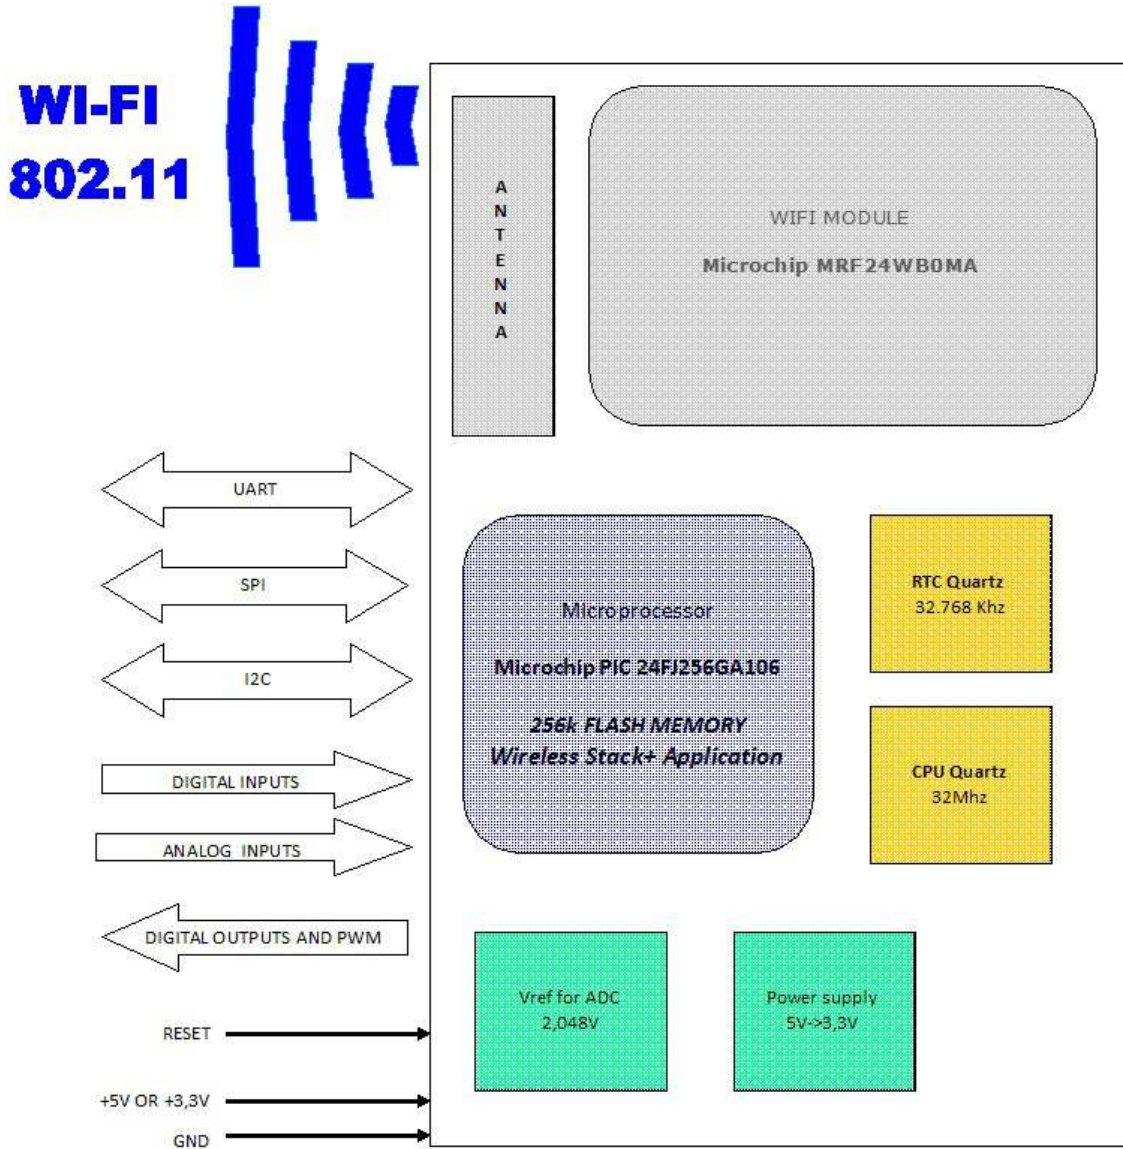 WI-FI
802.11
A
N
T
E
N
N
A
WIFI MODULE
Microchip MRF24WB0MA
UART
SPI
I2C
DIGITAL INPUTS
ANALOG INPUTS
DIGITAL OUTPUTS AND PWM
RESET
+5V OR +3,3V
GND
Microprocessor
Microchip PIC 24FJ256GA106
256k FLASH MEMORY
Wireless Stack+ Application
RTC Quartz
32.768 Khz
CPU Quartz
32Mhz
Vref for ADC
2,048V
Power supply
5V->3,3V